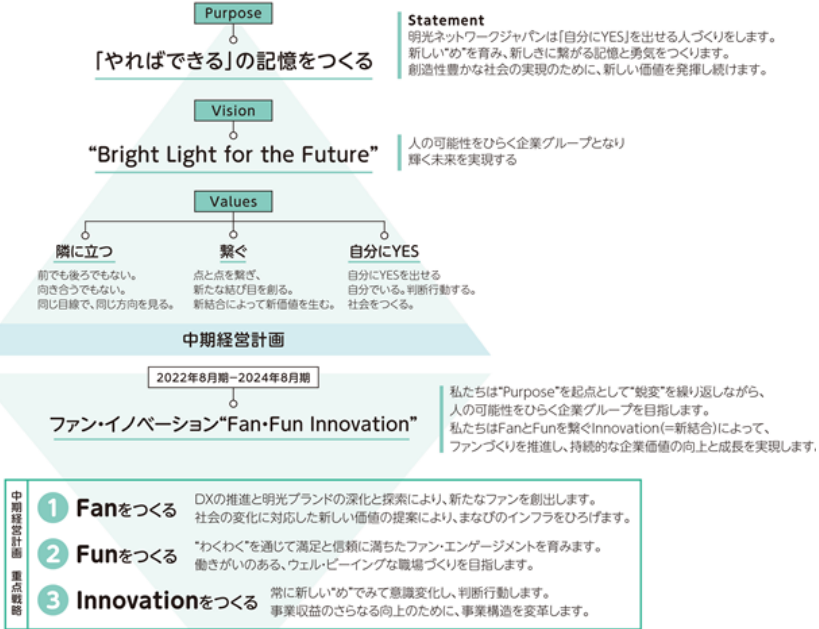 Purpose
「やればできる」の記憶をつくる
Statement
明光ネットワークジャパンは「自分にYES」を出せる人づくりをします。
新しい“め”を育み、新しきに繋がる記憶と勇気をつくります。
創造性豊かな社会の実現のために、新しい価値を発揮し続けます。
Vision
“Bright Light for the Future”
人の可能性をひらく企業グループとなり
輝く未来を実現する
Values
隣に立つ
前でも後ろでもない。
向き合うでもない。
同じ目線で、同じ方向を見る。
繋ぐ
点と点を繋ぎ、
新たな結び目を創る。
新結合によって新価値を生む。
自分にYES
自分にYESを出せる
自分でいる。判断行動する。
社会をつくる。
中期経営計画
2022年8月期−2024年8月期
ファン・イノベーション“Fan・Fun Innovation”
私たちは“Purpose”を起点として“蛻変”を繰り返しながら、
人の可能性をひらく企業グループを目指します。
私たちはFanとFunを繋ぐInnovation(=新結合)によって、
ファンづくりを推進し、持続的な企業価値の向上と成長を実現します。
中期経営計画 重点戦略
1 Fanをつくる
DXの推進と明光ブランドの深化と探索により、新たなファンを創出します。
社会の変化に対応した新しい価値の提案により、まなびのインフラをひろげます。
2 Funをつくる
“わくわく”を通じて満足と信頼に満ちたファン・エンゲージメントを育みます。
働きがいのある、ウェル・ビーイングな職場づくりを目指します。
3 Innovationをつくる
常に新しい“め”でみて意識変化し、判断行動します。
事業収益のさらなる向上のために、事業構造を変革します。